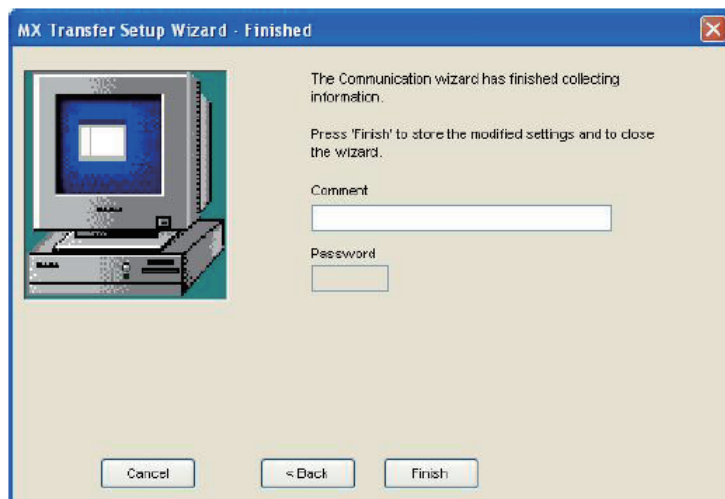 MX Transfer Setup Wizard - Finished
The Communication wizard has finished collecting
information.
Press 'Finish' to store the modified settings and to close
the wizard.
Comment
Password
Cancel
< Back
Finish